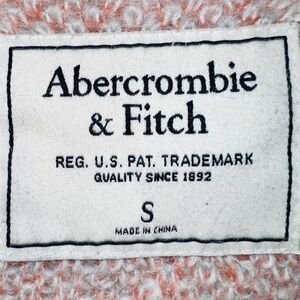 Abercrombie
& Fitch
REG. U.S. PAT. TRADEMARK
QUALITY SINCE 1892
S
MADE IN CHINA